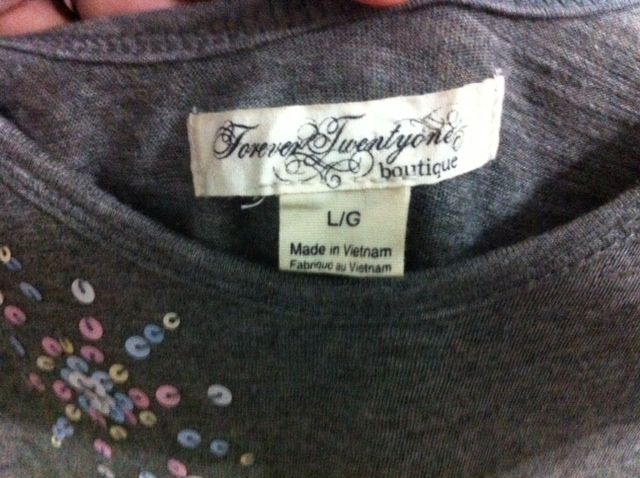 Forever Twentyone
boutique
L/G
Made in Vietnam
Fabriqué au Vietnam